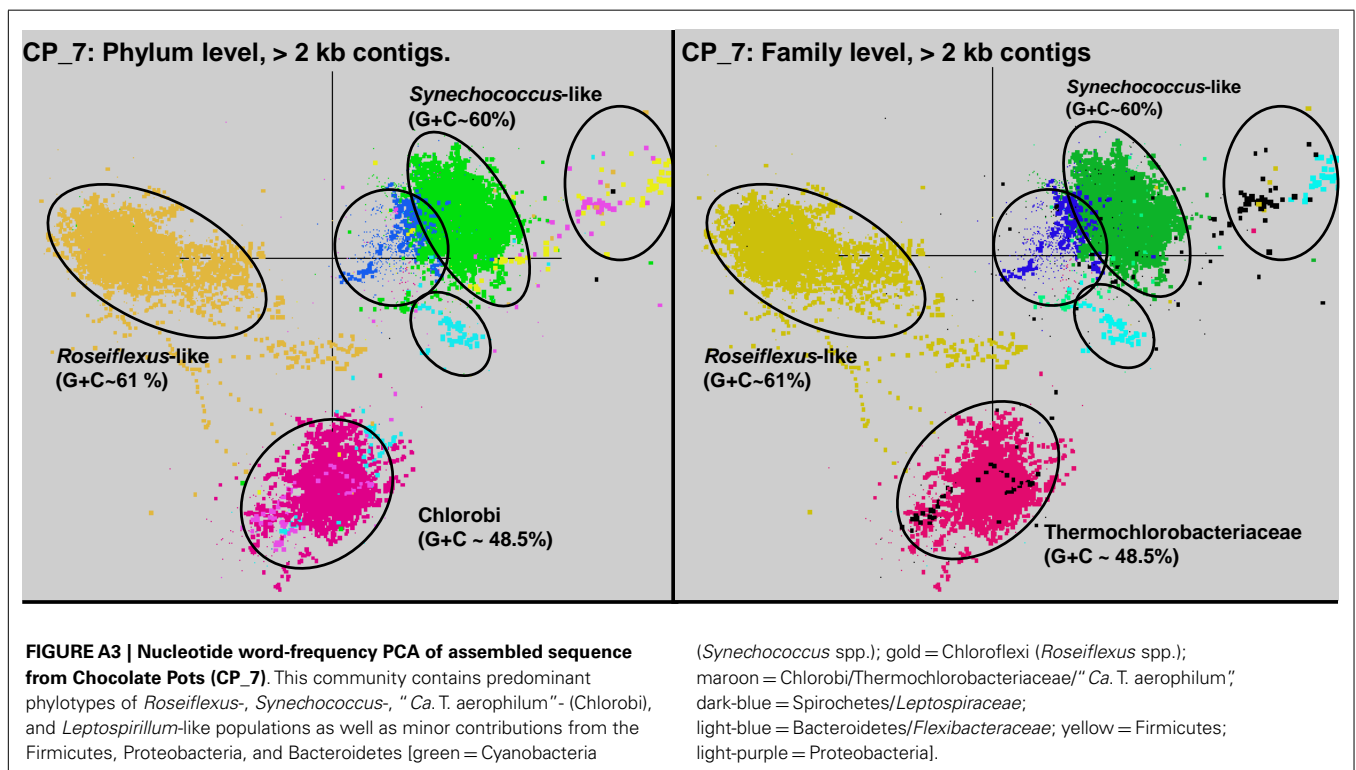 CP_7: Phylum level, > 2 kb contigs.
Synechococcus-like
(G+C~60%)
Roseiflexus-like
(G+C~61 %)
Chlorobi
(G+C ~ 48.5%)
CP_7: Family level, > 2 kb contigs
Synechococcus-like
(G+C~60%)
Roseiflexus-like
(G+C~61%)
Thermochlorobacteriaceae
(G+C ~ 48.5%)
FIGURE A3 | Nucleotide word-frequency PCA of assembled sequence
from Chocolate Pots (CP_7). This community contains predominant
phylotypes of Roseiflexus-, Synechococcus-, “Ca. T. aerophilum”- (Chlorobi),
and Leptospirillum-like populations as well as minor contributions from the
Firmicutes, Proteobacteria, and Bacteroidetes [green = Cyanobacteria
(Synechococcus spp.); gold = Chloroflexi (Roseiflexus spp.);
maroon = Chlorobi/Thermochlorobacteriaceae/“Ca. T. aerophilum”,
dark-blue = Spirochetes/Leptospiraceae;
light-blue = Bacteroidetes/Flexibacteraceae; yellow = Firmicutes;
light-purple = Proteobacteria].